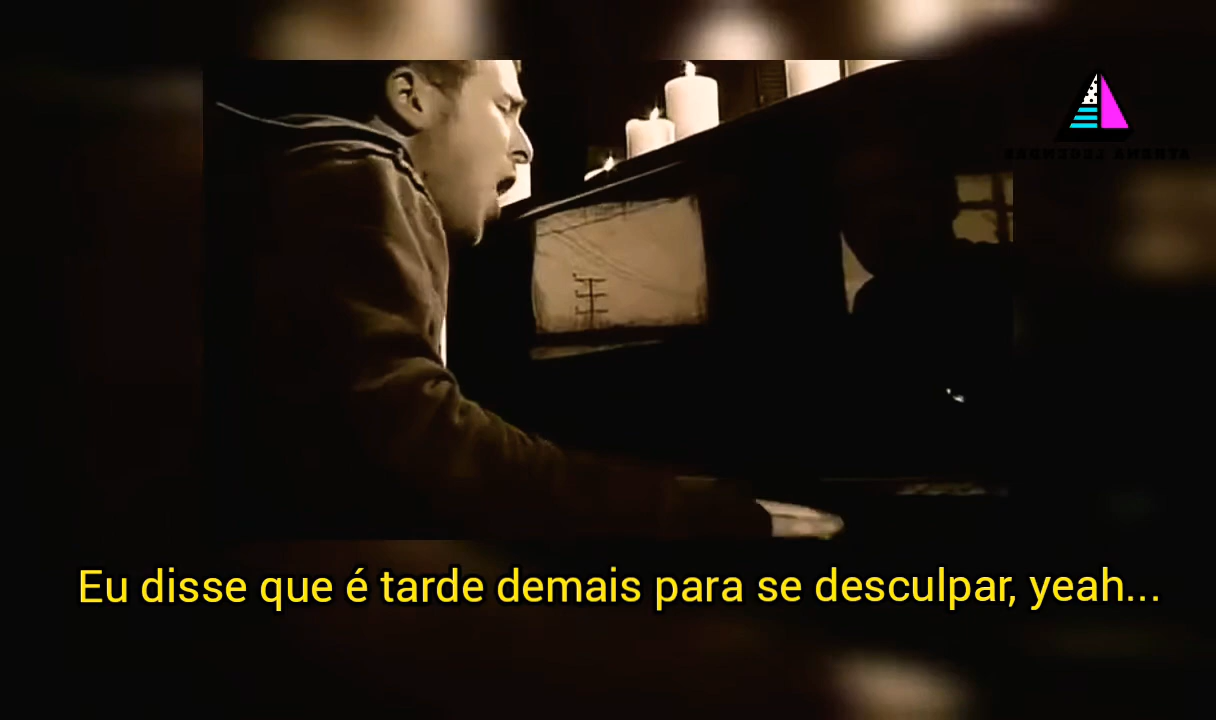 Eu disse que é tarde demais para se desculpar, yeah...